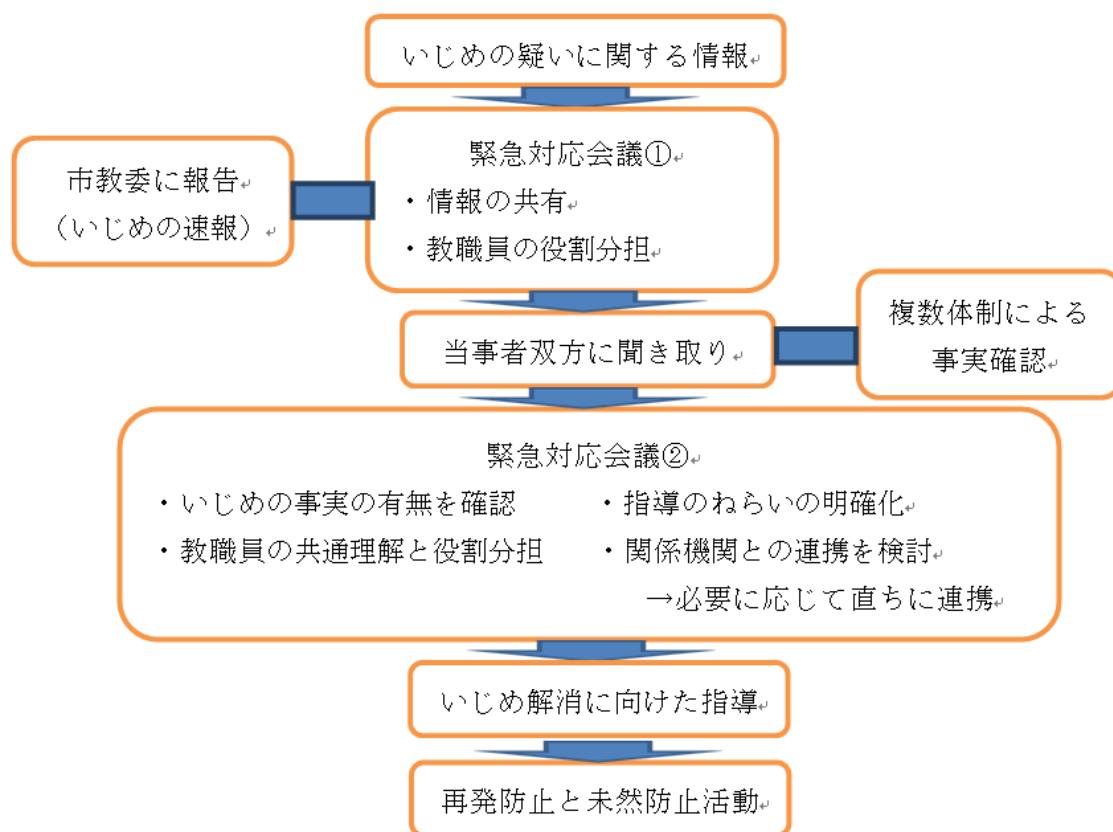 いじめの疑いに関する情報
緊急対応会議①
・情報の共有
・教職員の役割分担
市教委に報告
（いじめの速報）
当事者双方に聞き取り
複数体制による
事実確認
緊急対応会議②
・いじめの事実の有無を確認
・教職員の共通理解と役割分担
・指導のねらいの明確化
・関係機関との連携を検討
→必要に応じて直ちに連携
いじめ解消に向けた指導
再発防止と未然防止活動